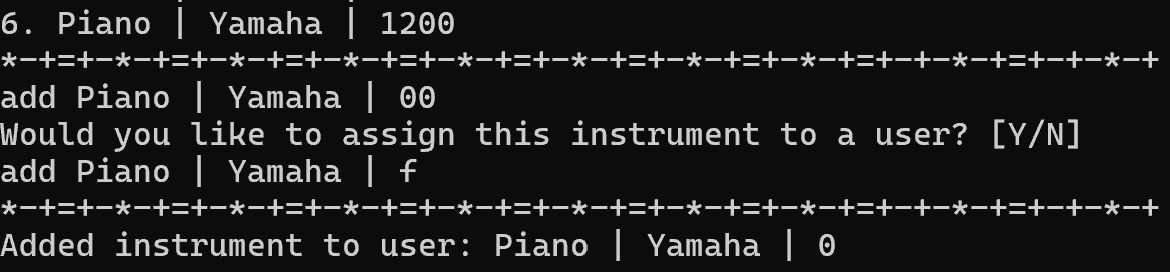 6. Piano | Yamaha | 1200
*-+=+-*-+=+-*-+=+-*-+=+-*-+=+-*-+=+-*-+=+-*-+=+-+-*-+=+-+-*-+
add Piano | Yamaha | 00
Would you like to assign this instrument to a user? [Y/N]
add Piano | Yamaha | f
*-+=+-*-+=+-*-+=+-*-+=+-*-+=+-*-+=+-*-+=+-*-+=+-+-*-+=+-+-*-+
Added instrument to user: Piano | Yamaha | 0